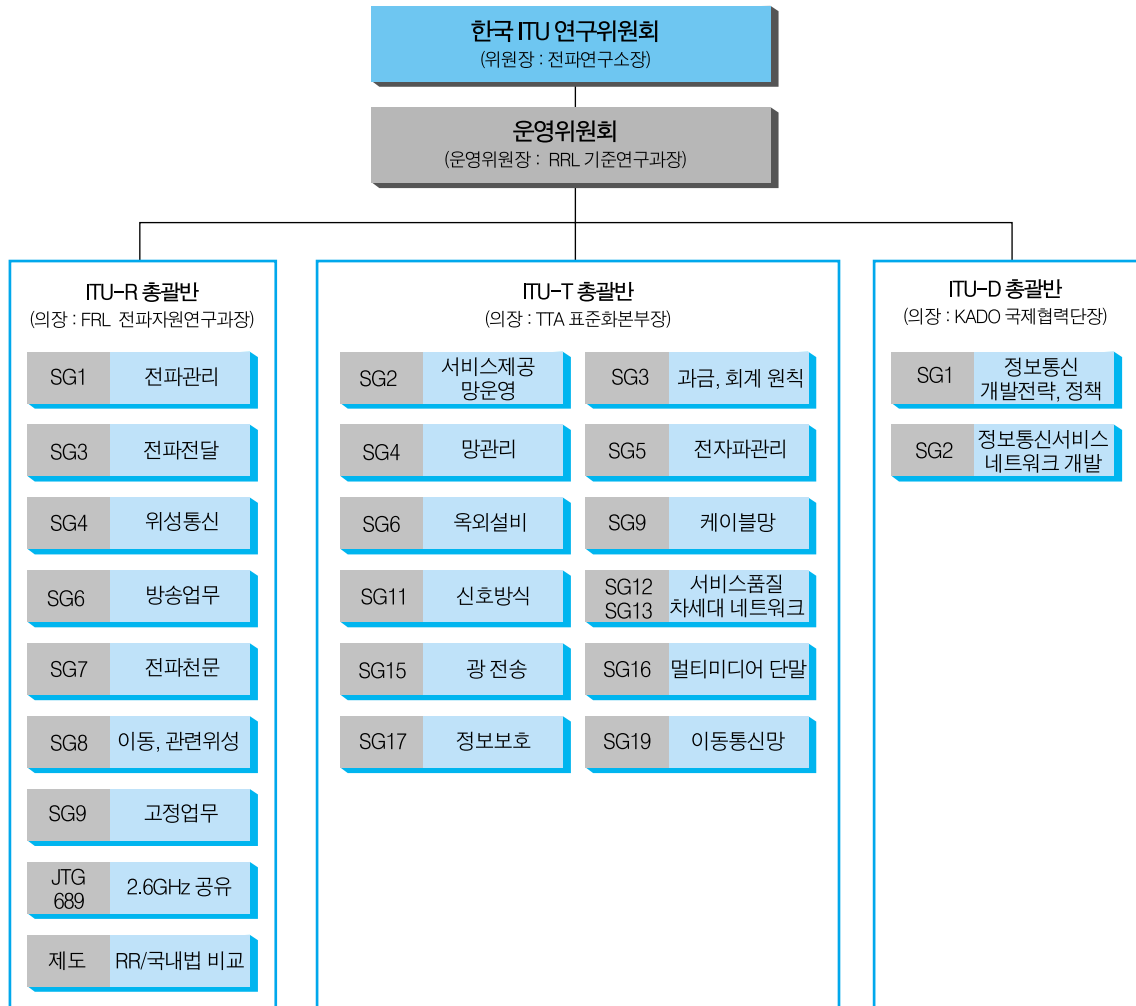 한국 ITU 연구위원회
(위원장 : 전파연구소장)
운영위원회
(운영위원장 : RRL 기준연구과장)
ITU-R 총괄반
(의장 : FRL 전파자원연구과장)
SG1 전파관리
SG3 전파전달
SG4 위성통신
SG6 방송업무
SG7 전파천문
SG8 이동, 관련위성
SG9 고정업무
JTG
689
2.6GHz 공유
제도 RR/국내법 비교
ITU-T 총괄반
(의장 : TTA 표준화본부장)
SG2
서비스제공
망운영
SG3 과금, 회계 원칙
SG4 망관리
SG5 전자파관리
SG6 옥외설비
SG9 케이블망
SG11 신호방식
SG12 서비스품질
SG13 차세대 네트워크
SG15 광 전송
SG16 멀티미디어 단말
SG17 정보보호
SG19 이동통신망
ITU-D 총괄반
(의장 : KADO 국제협력단장)
SG1
정보통신
개발전략, 정책
SG2
정보통신서비스
네트워크 개발